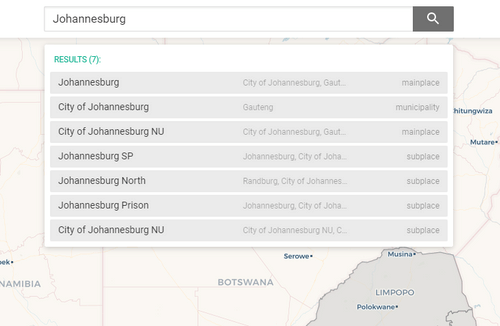 Johannesburg
RESULTS (7):
Johannesburg City of Johannesburg, Gaut... mainplace
City of Johannesburg Gauteng municipality
City of Johannesburg NU City of Johannesburg, Gaut... mainplace
Johannesburg SP Johannesburg, City of Joha... subplace
Johannesburg North Randburg, City of Johannes... subplace
Johannesburg Prison Johannesburg, City of Joha... subplace
City of Johannesburg NU City of Johannesburg NU, C... subplace
hitungwiza
Mutare
Serowe
Musina
ek
NAMIBIA
BOTSWANA
LIMPOPO
Polokwane